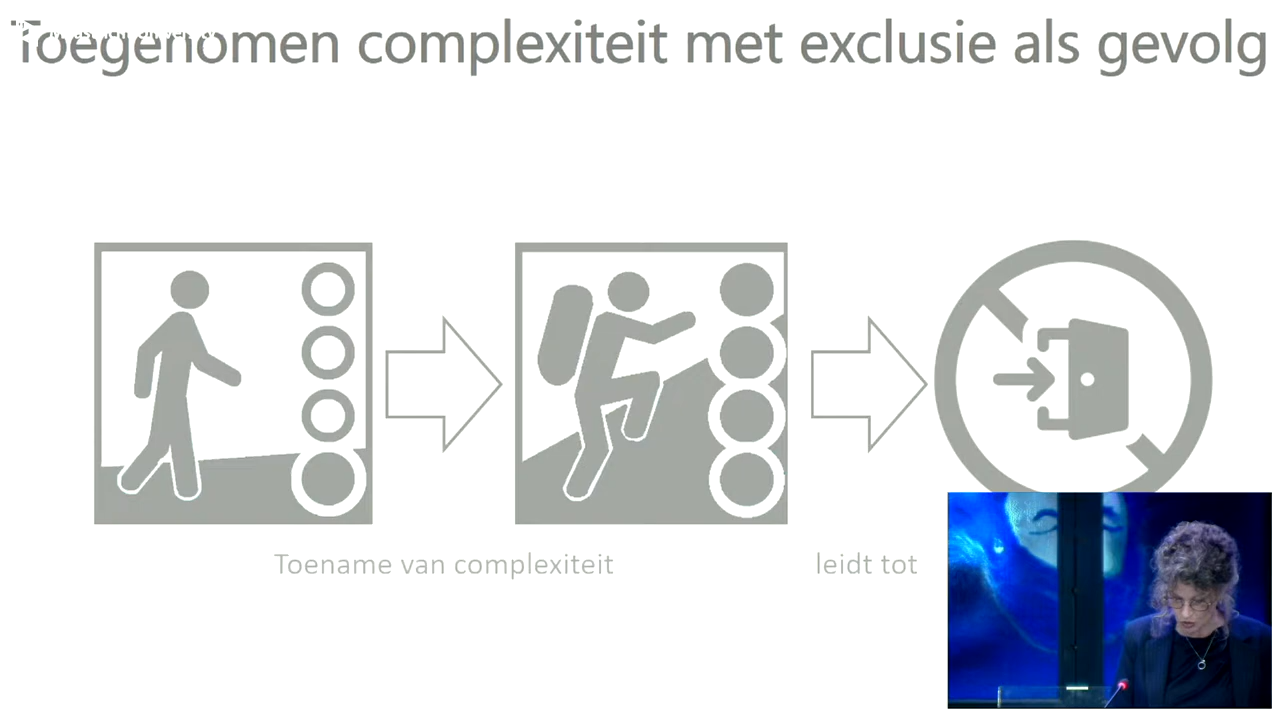 Toegenomen complexiteit met exclusie als gevolg
Toename van complexiteit
leidt tot